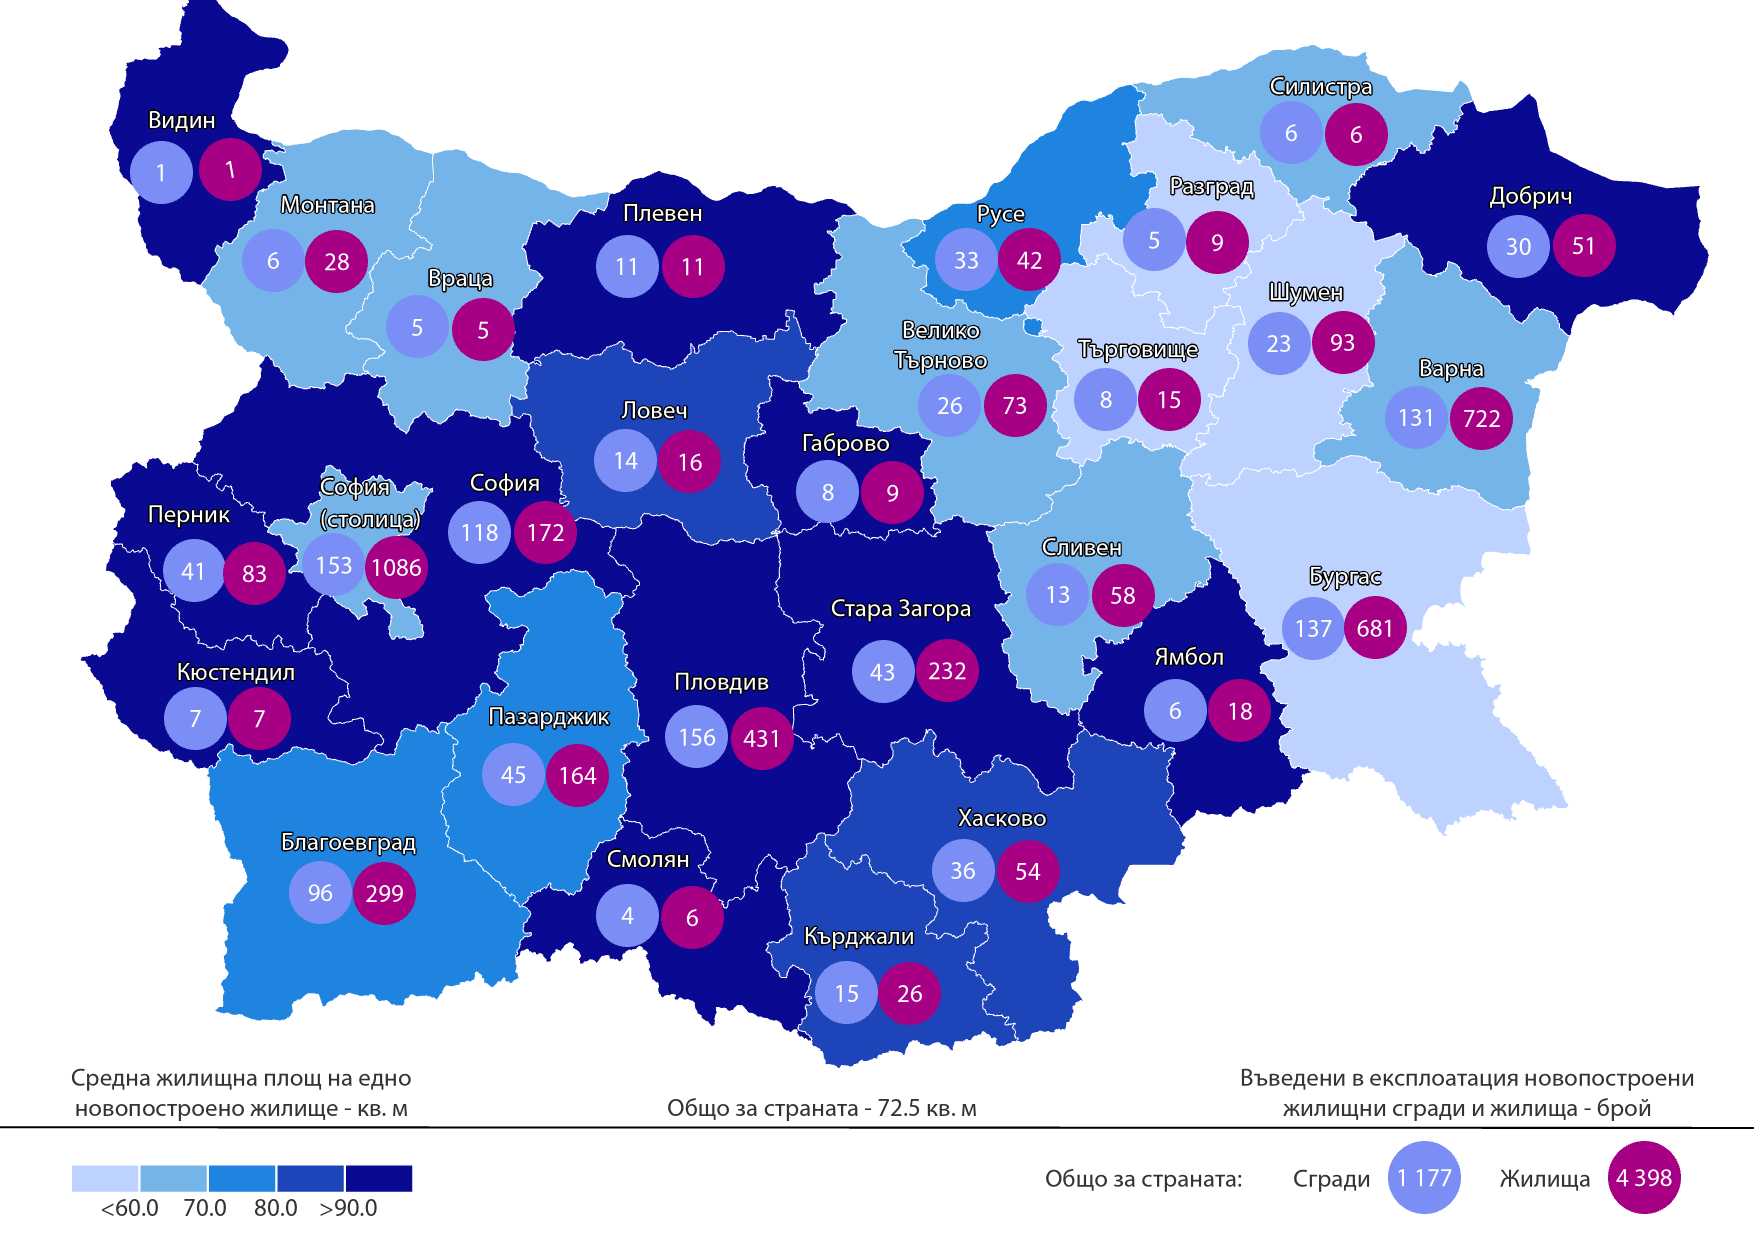 Видин
1 1
Монтана
6 28
Враца
5 5
Плевен
11 11
Русе
33 42
Силистра
6 6
Разград
5 9
Добрич
30 51
Шумен
23 93
Велико
Търново
26 73
Търговище
8 15
Варна
131 722
Ловеч
14 16
Габрово
8 9
София
(столица)
153 1086
София
118 172
Перник
41 83
Сливен
13 58
Бургас
137 681
Стара Загора
43 232
Ямбол
6 18
Кюстендил
7 7
Пловдив
156 431
Пазарджик
45 164
Хасково
36 54
Благоевград
96 299
Смолян
4 6
Кърджали
15 26
Средна жилищна площ на едно
новопостроено жилище - кв. м
Общо за страната - 72.5 кв. м
Въведени в експлоатация новопостроени
жилищни сгради и жилища - брой
<60.0 70.0 80.0 >90.0
Общо за страната: Сгради 1 177 Жилища 4 398